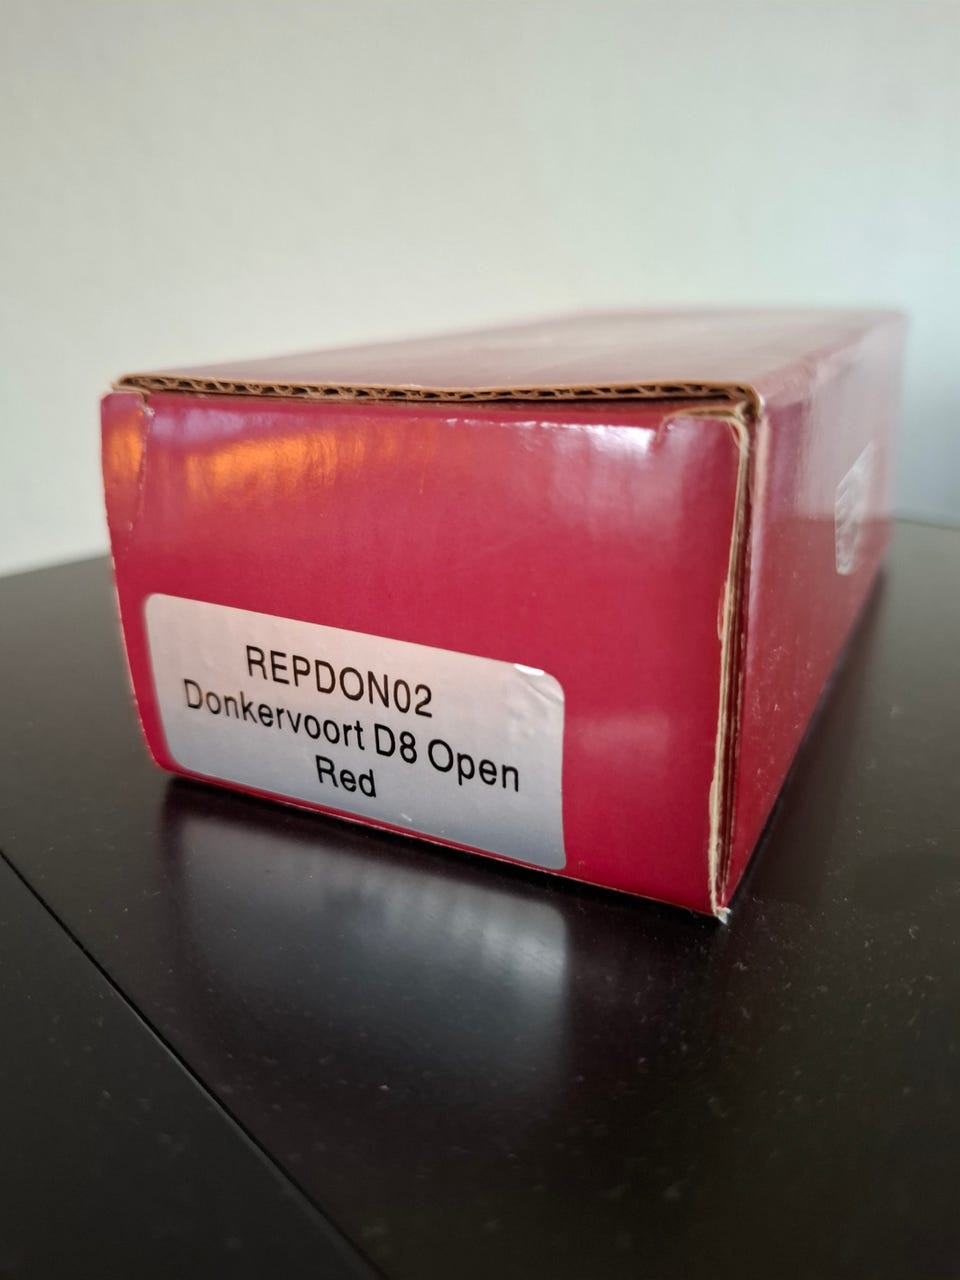 REPDON02
Donkervoort D8 Open
Red